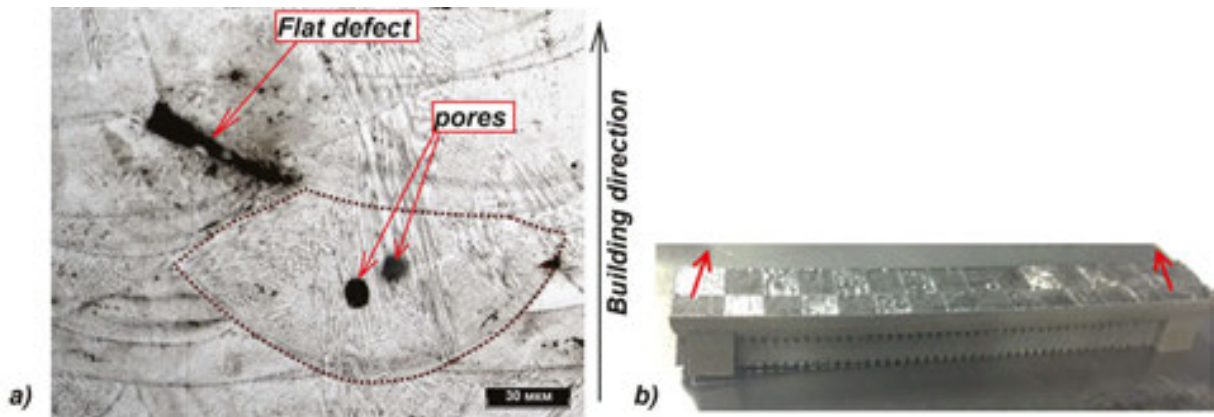 Flat defect
pores
Building direction
30 мкм
a)
b)